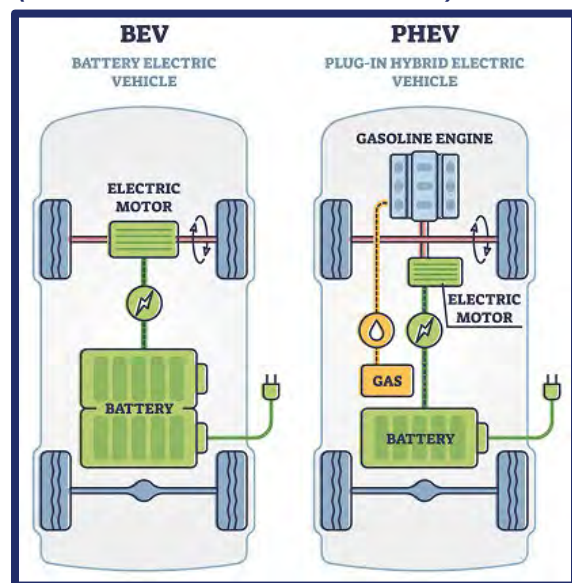 BEV
BATTERY ELECTRIC
VEHICLE
ELECTRIC
MOTOR
BATTERY
PHEV
PLUG-IN HYBRID ELECTRIC
VEHICLE
GASOLINE ENGINE
ELECTRIC
MOTOR
GAS
BATTERY